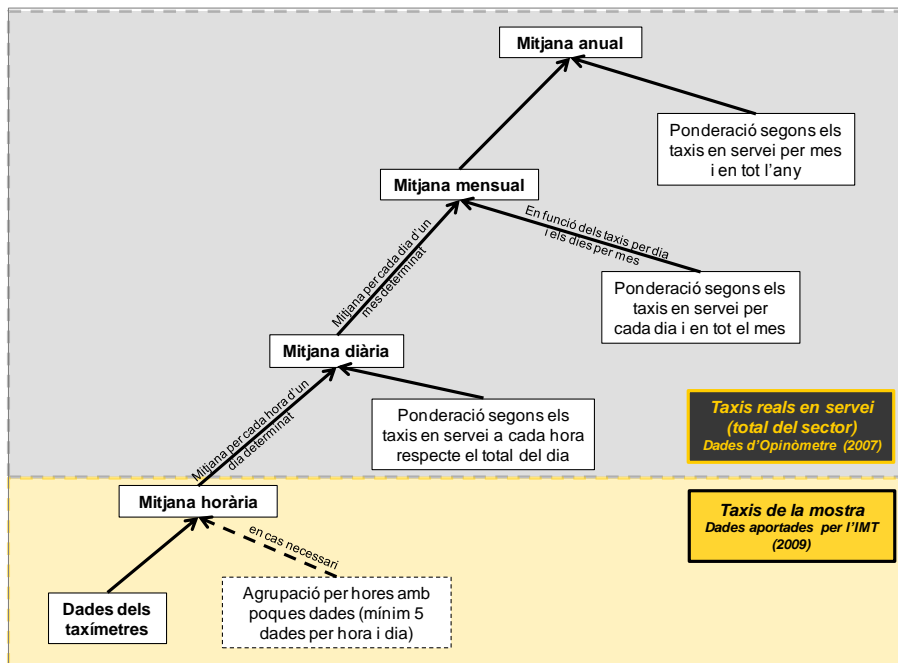 Mitjana anual
Ponderació segons els
taxis en servei per mes
i en tot l'any
Mitjana mensual
En funció dels taxis per dia
i els dies per mes
Mitjana per cada dia d'un
mes determinat
Ponderació segons els
taxis en servei per
cada dia i en tot el mes
Mitjana diària
Mitjana per cada hora d'un
dia determinat
Ponderació segons els
taxis en servei a cada hora
respecte el total del dia
Taxis reals en servei
(total del sector)
Dades d'Opinòmetre (2007)
Mitjana horària
Taxis de la mostra
Dades aportades per l'IMT
(2009)
en cas necessari
Dades dels
taxímetres
Agrupació per hores amb
poques dades (mínim 5
dades per hora i dia)